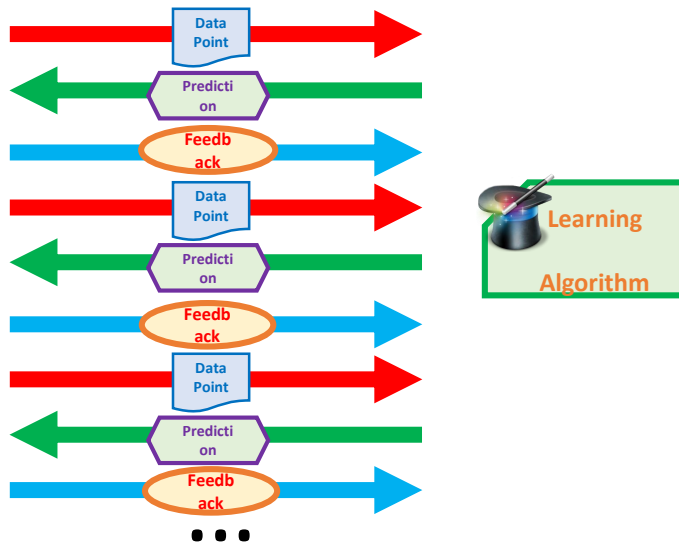 Data
Point
Predicti
on
Feedb
ack
Data
Point
Predicti
on
Feedb
ack
Data
Point
Predicti
on
Feedb
ack
...
Learning
Algorithm